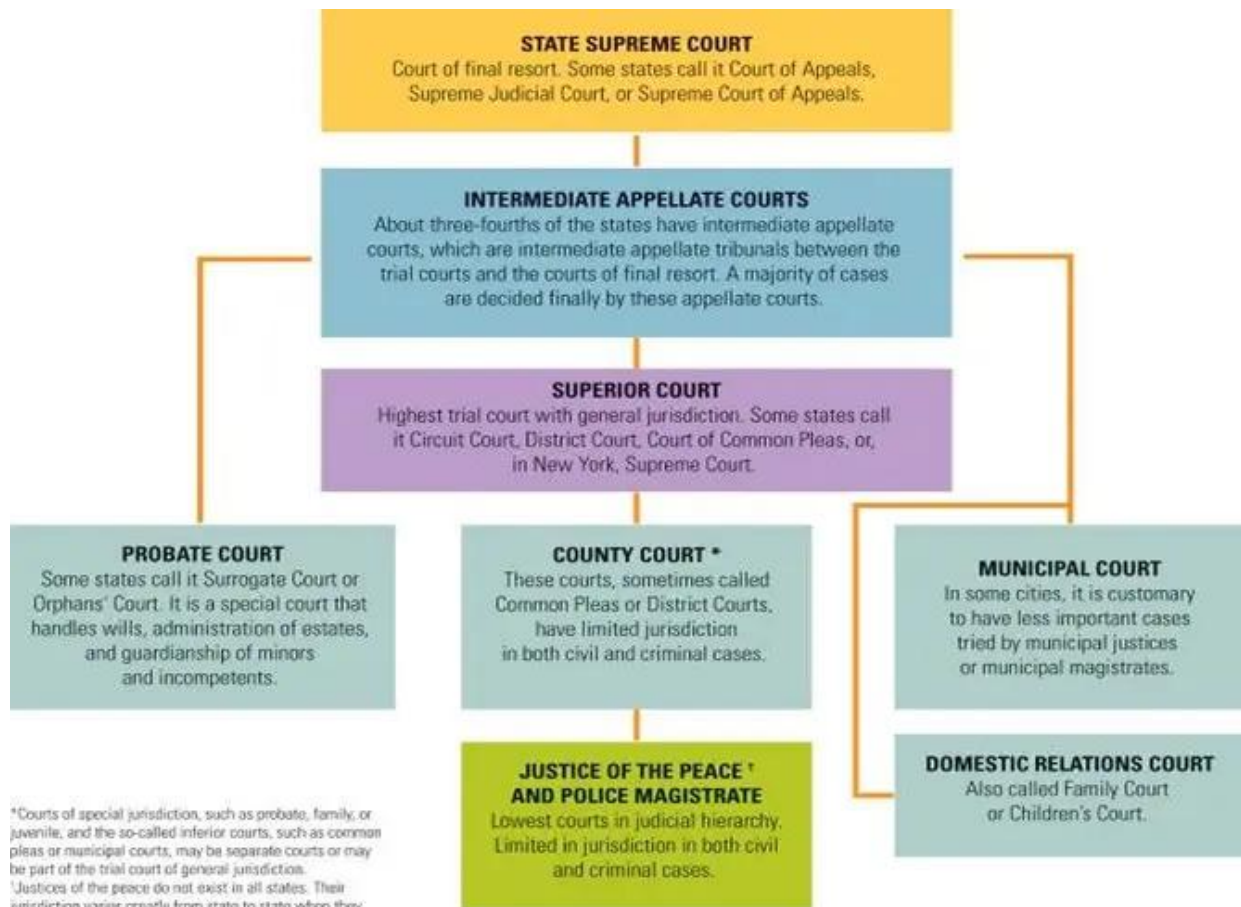 STATE SUPREME COURT
Court of final resort. Some states call it Court of Appeals,
Supreme Judicial Court, or Supreme Court of Appeals.
INTERMEDIATE APPELLATE COURTS
About three-fourths of the states have intermediate appellate
courts, which are intermediate appellate tribunals between the
trial courts and the courts of final resort. A majority of cases
are decided finally by these appellate courts.
SUPERIOR COURT
Highest trial court with general jurisdiction. Some states call
it Circuit Court, District Court, Court of Common Pleas, or,
in New York, Supreme Court.
PROBATE COURT
Some states call it Surrogate Court or
Orphans' Court. It is a special court that
handles wills, administration of estates,
and guardianship of minors
and incompetents.
COUNTY COURT *
These courts, sometimes called
Common Pleas or District Courts,
have limited jurisdiction
in both civil and criminal cases.
MUNICIPAL COURT
In some cities, it is customary
to have less important cases
tried by municipal justices
or municipal magistrates.
JUSTICE OF THE PEACE †
AND POLICE MAGISTRATE
Lowest courts in judicial hierarchy.
Limited in jurisdiction in both civil
and criminal cases.
DOMESTIC RELATIONS COURT
Also called Family Court
or Children's Court.
*Courts of special jurisdiction, such as probate, family, or
juvenile, and the so-called inferior courts, such as common
pleas or municipal courts, may be separate courts or may
be part of the trial court of general jurisdiction.
†Justices of the peace do not exist in all states. Their
jurisdiction varies greatly from state to state when they